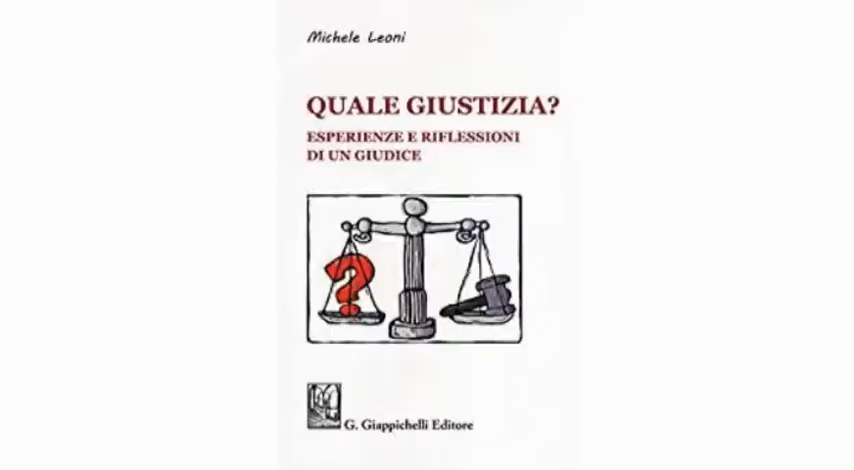 Michele Leoni
QUALE GIUSTIZIA?
ESPERIENZE E RIFLESSIONI
DI UN GIUDICE
?
G. Giappichelli Editore